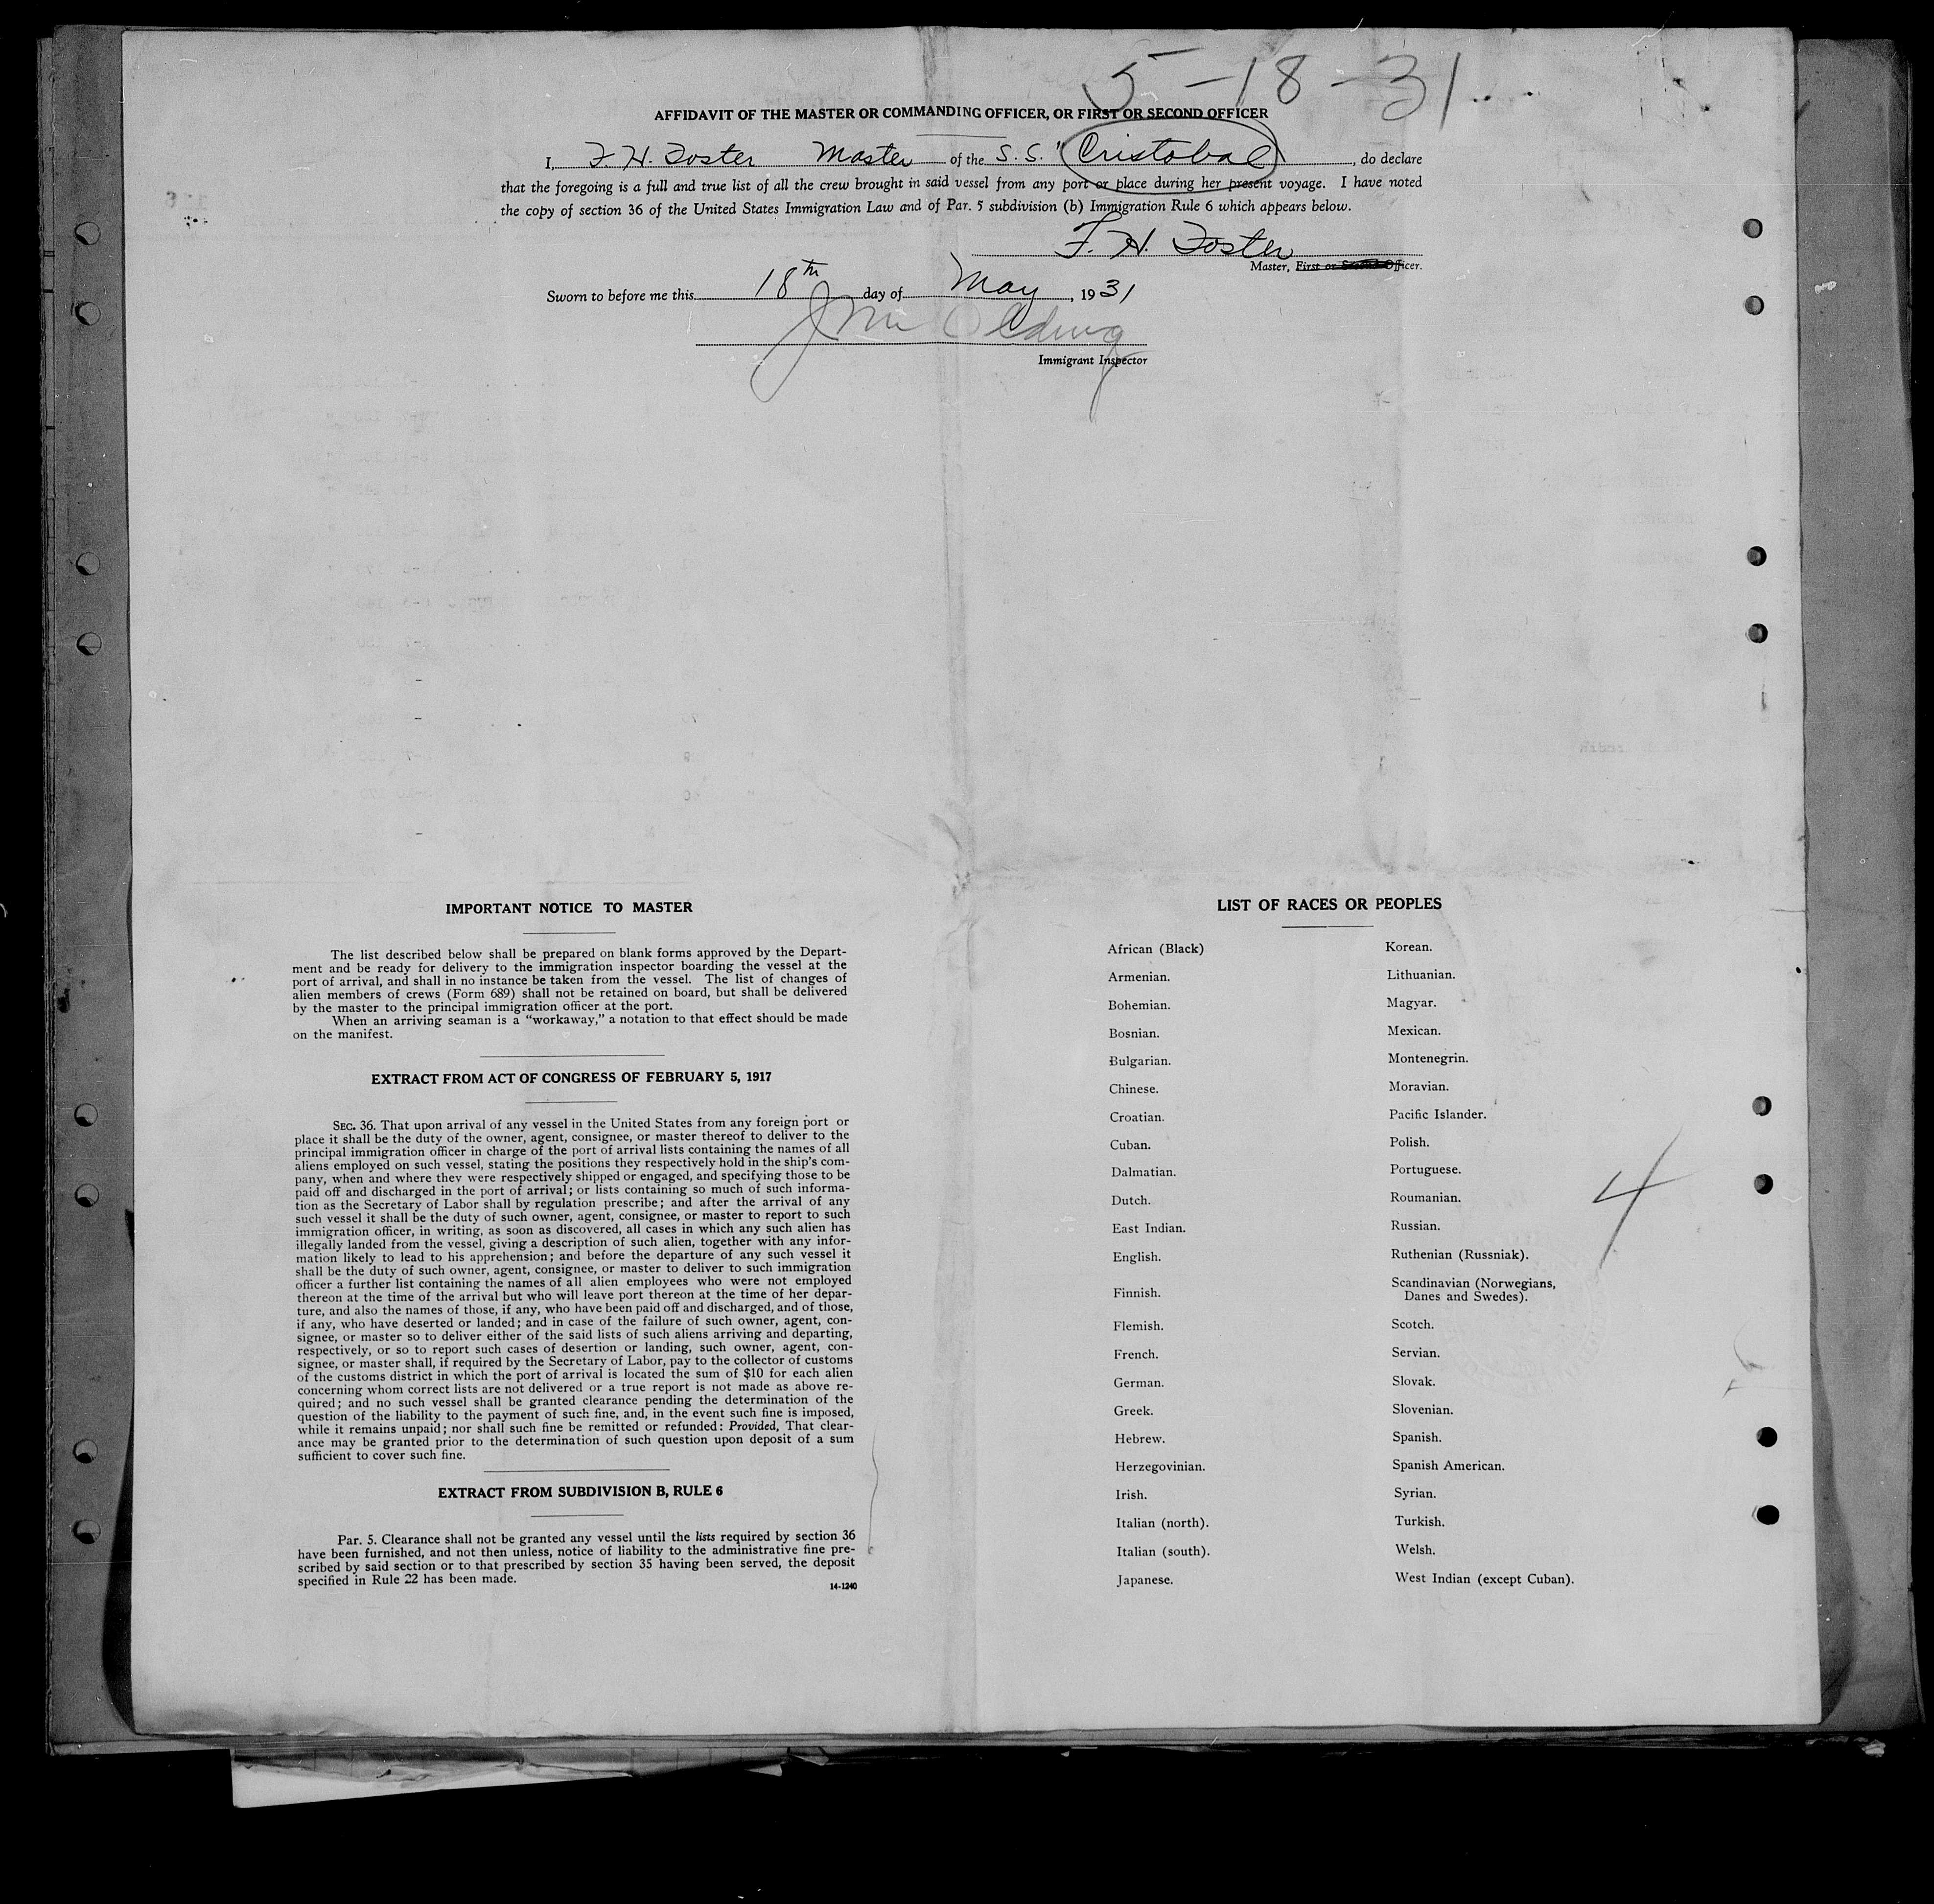 5-18-31
AFFIDAVIT OF THE MASTER OR COMMANDING OFFICER, OR FIRST OR SECOND OFFICER
I, F. H. Foster Master of the S.S. "Cristobal, do declare
that the foregoing is a full and true list of all the crew brought in said vessel from any port or place during her present voyage. I have noted
the copy of section 36 of the United States Immigration Law and of Par. 5 subdivision (b) Immigration Rule 6 which appears below.
F. H. Foster
Master, First or Second Officer.
Sworn to before me this 18th day of May, 1931
Immigrant Inspector
IMPORTANT NOTICE TO MASTER
The list described below shall be prepared on blank forms approved by the Depart-
ment and be ready for delivery to the immigration inspector boarding the vessel at the
port of arrival, and shall in no instance be taken from the vessel. The list of changes of
alien members of crews (Form 689) shall not be retained on board, but shall be delivered
by the master to the principal immigration officer at the port.
When an arriving seaman is a "workaway," a notation to that effect should be made
on the manifest.
EXTRACT FROM ACT OF CONGRESS OF FEBRUARY 5, 1917
SEC. 36. That upon arrival of any vessel in the United States from any foreign port or
place it shall be the duty of the owner, agent, consignee, or master thereof to deliver to the
principal immigration officer in charge of the port of arrival lists containing the names of all
aliens employed on such vessel, stating the positions they respectively hold in the ship's com-
pany, when and where they were respectively shipped or engaged, and specifying those to be
paid off and discharged in the port of arrival; or lists containing so much of such informa-
tion as the Secretary of Labor shall by regulation prescribe; and after the arrival of any
such vessel it shall be the duty of such owner, agent, consignee, or master to report to such
immigration officer, in writing, as soon as discovered, all cases in which any such alien has
illegally landed from the vessel, giving a description of such alien, together with any infor-
mation likely to lead to his apprehension; and before the departure of any such vessel it
shall be the duty of such owner, agent, consignee, or master to deliver to such immigration
officer a further list containing the names of all alien employees who were not employed
thereon at the time of the arrival but who will leave port thereon at the time of her depar-
ture, and also the names of those, if any, who have been paid off and discharged, and of those,
if any, who have deserted or landed; and in case of the failure of such owner, agent, con-
signee, or master so to deliver either of the said lists of such aliens arriving and departing,
respectively, or so to report such cases of desertion or landing, such owner, agent, con-
signee, or master shall, if required by the Secretary of Labor, pay to the collector of customs
of the customs district in which the port of arrival is located the sum of $10 for each alien
concerning whom correct lists are not delivered or a true report is not made as above re-
quired; and no such vessel shall be granted clearance pending the determination of the
question of the liability to the payment of such fine, and, in the event such fine is imposed,
while it remains unpaid; nor shall such fine be remitted or refunded: Provided, That clear-
ance may be granted prior to the determination of such question upon deposit of a sum
sufficient to cover such fine.
EXTRACT FROM SUBDIVISION B, RULE 6
Par. 5. Clearance shall not be granted any vessel until the lists required by section 36
have been furnished, and not then unless, notice of liability to the administrative fine pre-
scribed by said section or to that prescribed by section 35 having been served, the deposit
specified in Rule 22 has been made.
14-1240
LIST OF RACES OR PEOPLES
African (Black)
Armenian.
Bohemian.
Bosnian.
Bulgarian.
Chinese.
Croatian.
Cuban.
Dalmatian.
Dutch.
East Indian.
English.
Finnish.
Flemish.
French.
German.
Greek.
Hebrew.
Herzegovinian.
Irish.
Italian (north).
Italian (south).
Japanese.
Korean.
Lithuanian.
Magyar.
Mexican.
Montenegrin.
Moravian.
Pacific Islander.
Polish.
Portuguese.
Roumanian.
Russian.
Ruthenian (Russniak).
Scandinavian (Norwegians,
Danes and Swedes).
Scotch.
Servian.
Slovak.
Slovenian.
Spanish.
Spanish American.
Syrian.
Turkish.
Welsh.
West Indian (except Cuban).
4